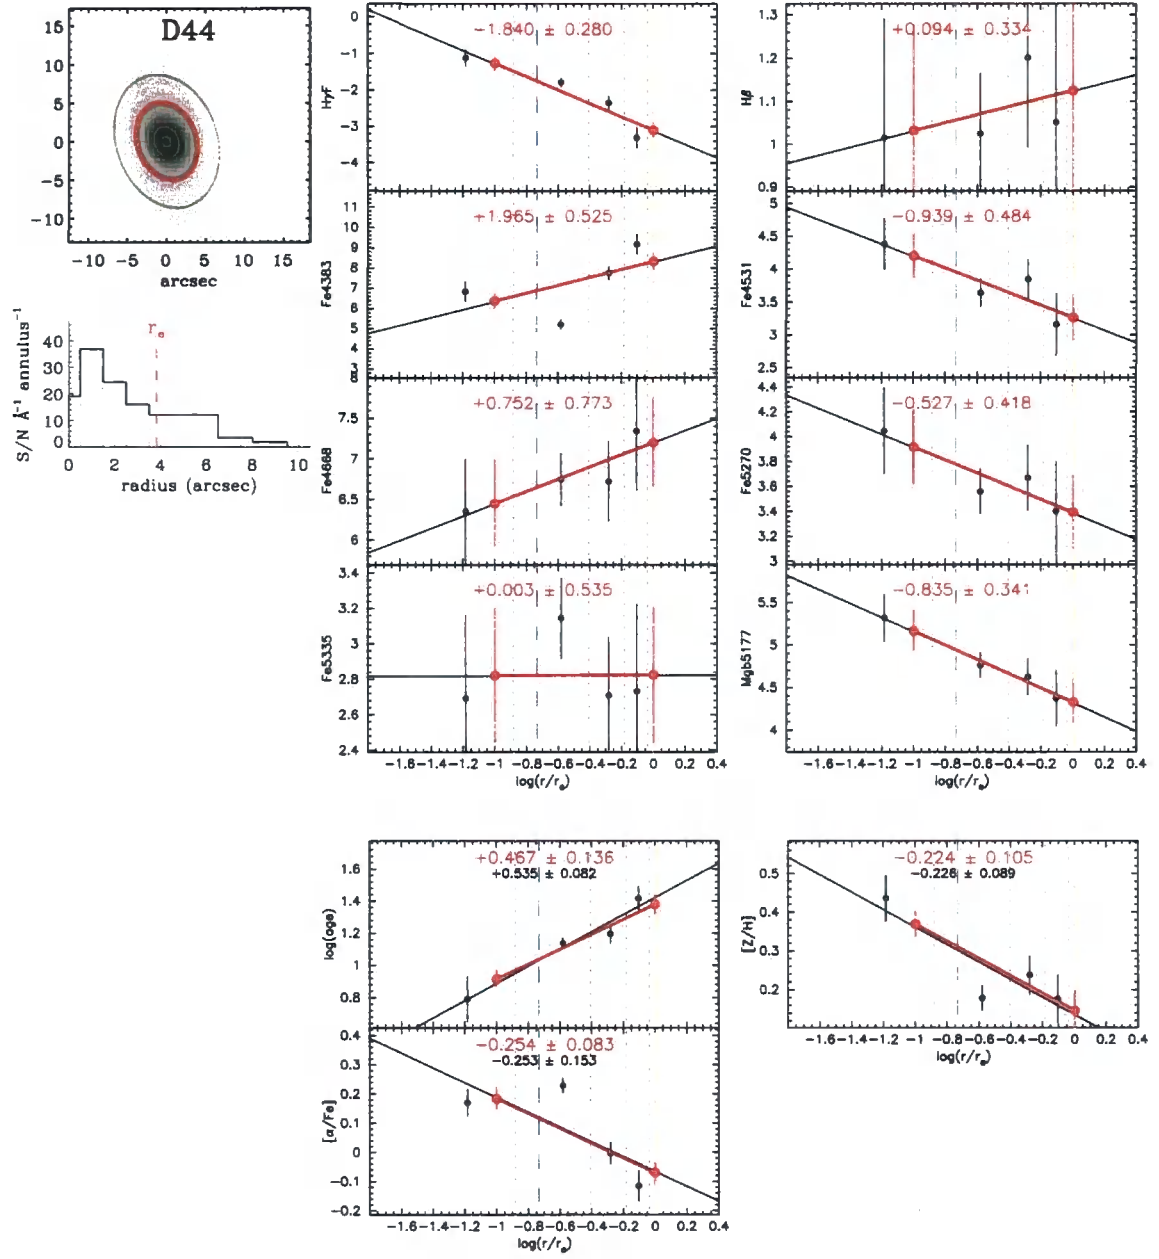 D44
15
10
5
0
−5
−10
−10 −5 0 5 10 15
arcsec
S/N Å⁻¹ annulus⁻¹
40
30
20
10
0
rₑ
0 2 4 6 8 10
radius (arcsec)
−1.840 ± 0.280
HγF
0
−1
−2
−3
−4
+0.094 ± 0.334
Hβ
1.3
1.2
1.1
1
0.9
+1.965 ± 0.525
Fe4383
11
10
9
8
7
6
5
4
3
−0.939 ± 0.484
Fe4531
5
4.5
4
3.5
3
2.5
+0.752 ± 0.773
Fe4668
8
7.5
7
6.5
6
−0.527 ± 0.418
Fe5270
4.4
4.2
4
3.8
3.6
3.4
3.2
3
+0.003 ± 0.535
Fe5335
3.4
3.2
3
2.8
2.6
2.4
−1.6 −1.4 −1.2 −1 −0.8 −0.6 −0.4 −0.2 0 0.2 0.4
log(r/rₑ)
−0.835 ± 0.341
Mgb5177
5.5
5
4.5
4
−1.6 −1.4 −1.2 −1 −0.8 −0.6 −0.4 −0.2 0 0.2 0.4
log(r/rₑ)
+0.467 ± 0.136
+0.535 ± 0.082
log(age)
1.6
1.4
1.2
1
0.8
−0.224 ± 0.105
−0.226 ± 0.089
[Z/H]
0.5
0.4
0.3
0.2
−1.6 −1.4 −1.2 −1 −0.8 −0.6 −0.4 −0.2 0 0.2 0.4
log(r/rₑ)
−0.254 ± 0.083
−0.253 ± 0.153
[α/Fe]
0.4
0.3
0.2
0.1
0
−0.1
−0.2
−1.6 −1.4 −1.2 −1 −0.8 −0.6 −0.4 −0.2 0 0.2 0.4
log(r/rₑ)